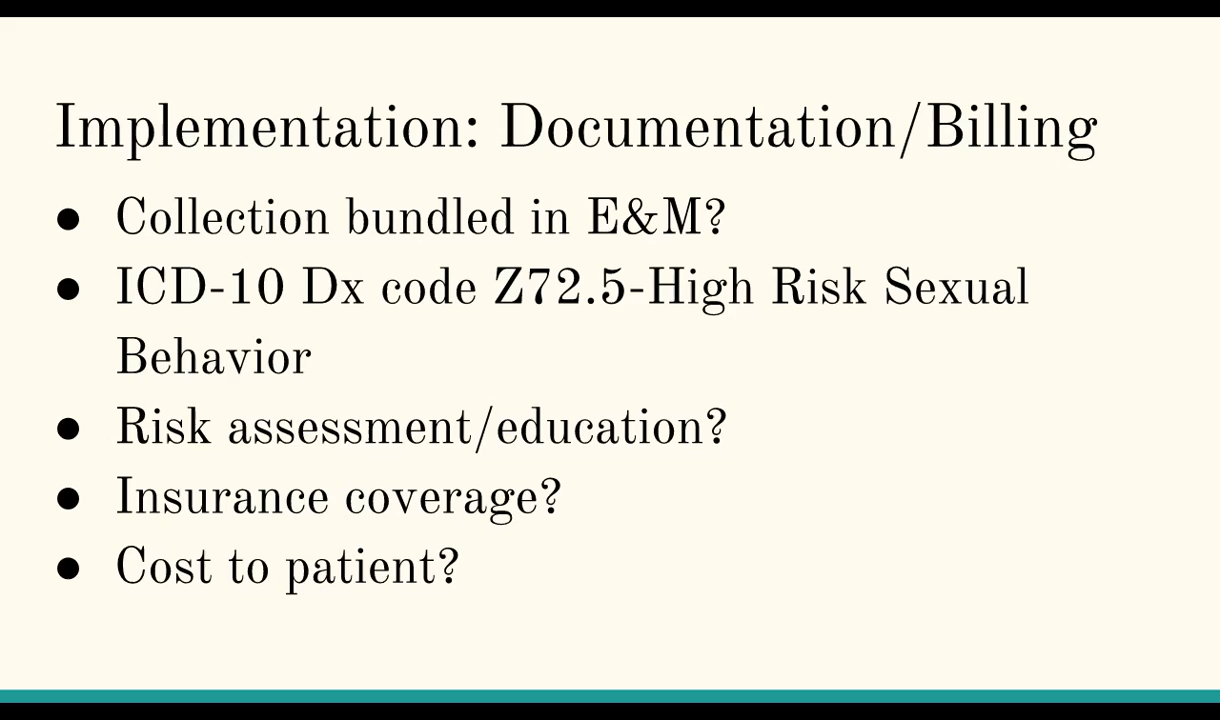 Implementation: Documentation/Billing
● Collection bundled in E&M?
● ICD-10 Dx code Z72.5-High Risk Sexual
Behavior
● Risk assessment/education?
● Insurance coverage?
● Cost to patient?